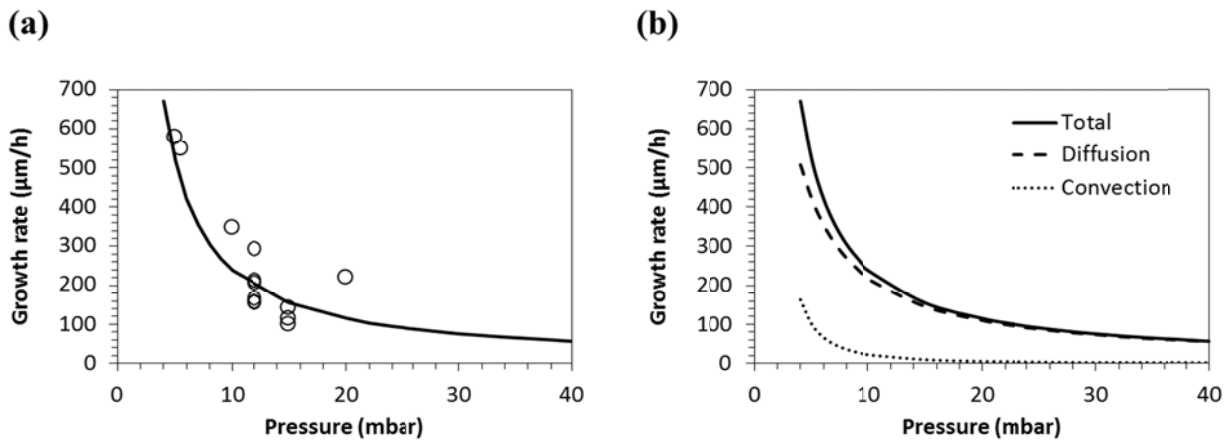 (a)
700
600
500
400
300
200
100
0
Growth rate (µm/h)
0 10 20 30 40
Pressure (mbar)
(b)
700
600
500
400
300
200
100
0
Growth rate (µm/h)
Total
Diffusion
Convection
0 10 20 30 40
Pressure (mbar)